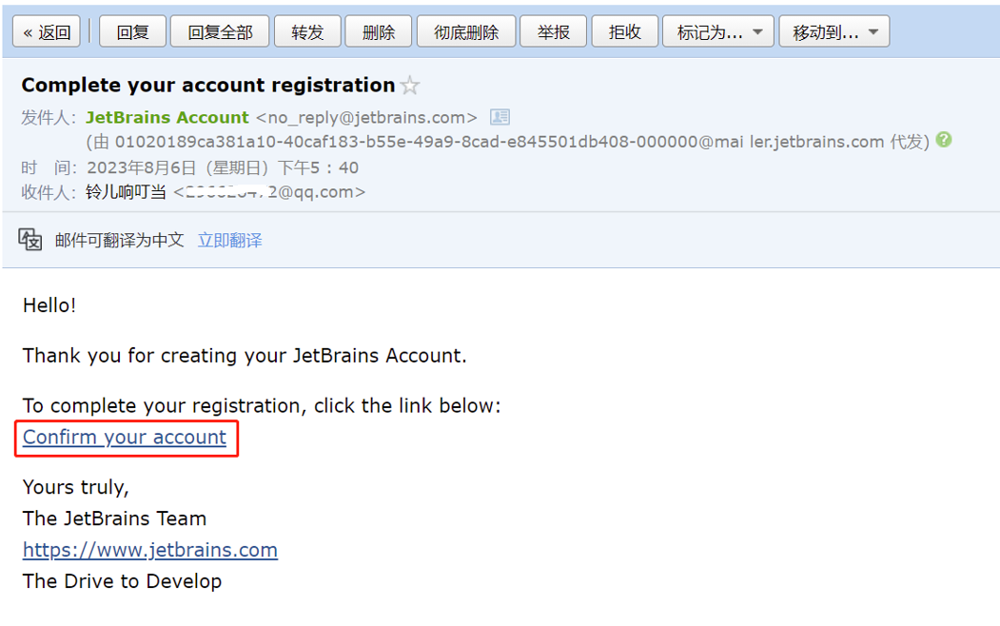 « 返回 回复 回复全部 转发 删除 彻底删除 举报 拒收 标记为... 移动到...
Complete your account registration
发件人： JetBrains Account <no_reply@jetbrains.com>
(由 01020189ca381a10-40caf183-b55e-49a9-8cad-e845501db408-000000@mai ler.jetbrains.com 代发) ?
时 间： 2023年8月6日（星期日）下午5：40
收件人： 铃儿响叮当 <2@qq.com>
邮件可翻译为中文 立即翻译
Hello!
Thank you for creating your JetBrains Account.
To complete your registration, click the link below:
Confirm your account
Yours truly,
The JetBrains Team
https://www.jetbrains.com
The Drive to Develop